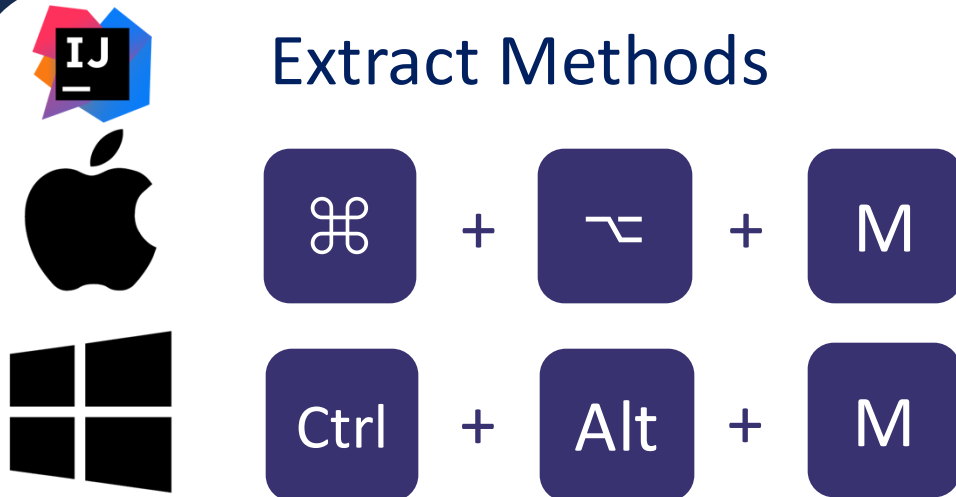 IJ
Extract Methods
⌘ + ⌥ + M
Ctrl + Alt + M